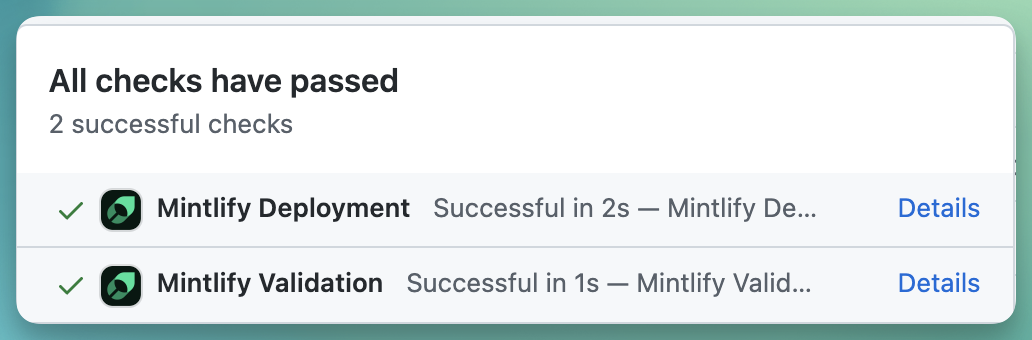 All checks have passed
2 successful checks
Mintlify Deployment Successful in 2s — Mintlify De... Details
Mintlify Validation Successful in 1s — Mintlify Valid... Details